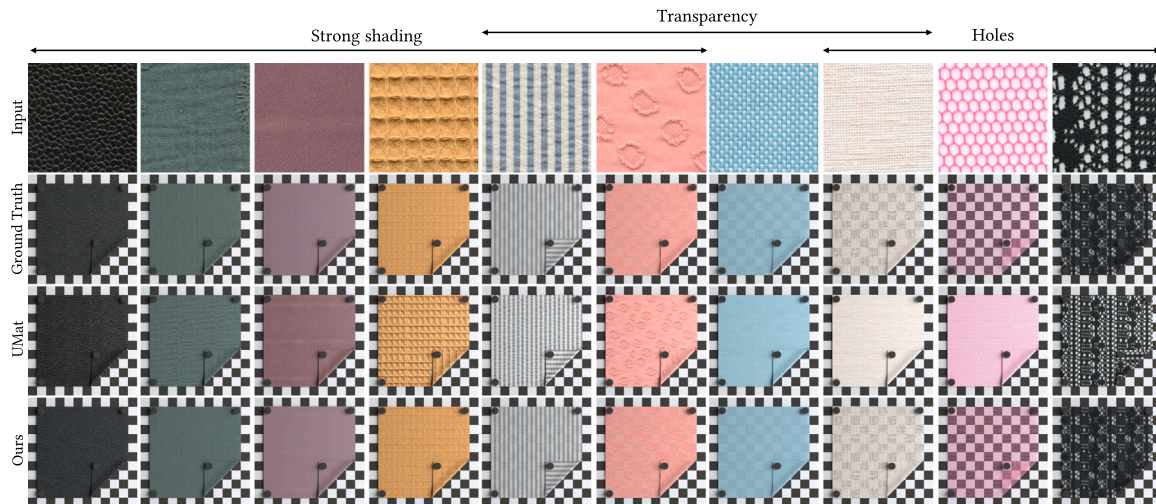 Transparency
Strong shading
Holes
Input
Ground Truth
UMat
Ours